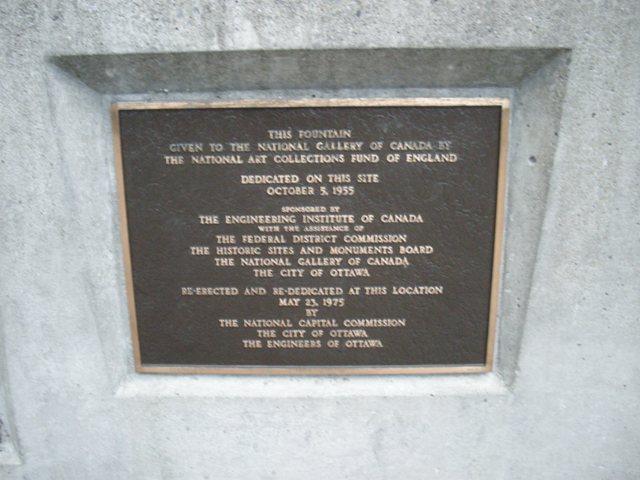 THIS FOUNTAIN
GIVEN TO THE NATIONAL GALLERY OF CANADA BY
THE NATIONAL ART COLLECTIONS FUND OF ENGLAND
DEDICATED ON THIS SITE
OCTOBER 5, 1955
SPONSORED BY
THE ENGINEERING INSTITUTE OF CANADA
WITH THE ASSISTANCE OF
THE FEDERAL DISTRICT COMMISSION
THE HISTORIC SITES AND MONUMENTS BOARD
THE NATIONAL GALLERY OF CANADA
THE CITY OF OTTAWA
RE-ERECTED AND RE-DEDICATED AT THIS LOCATION
MAY 23, 1975
BY
THE NATIONAL CAPITAL COMMISSION
THE CITY OF OTTAWA
THE ENGINEERS OF OTTAWA